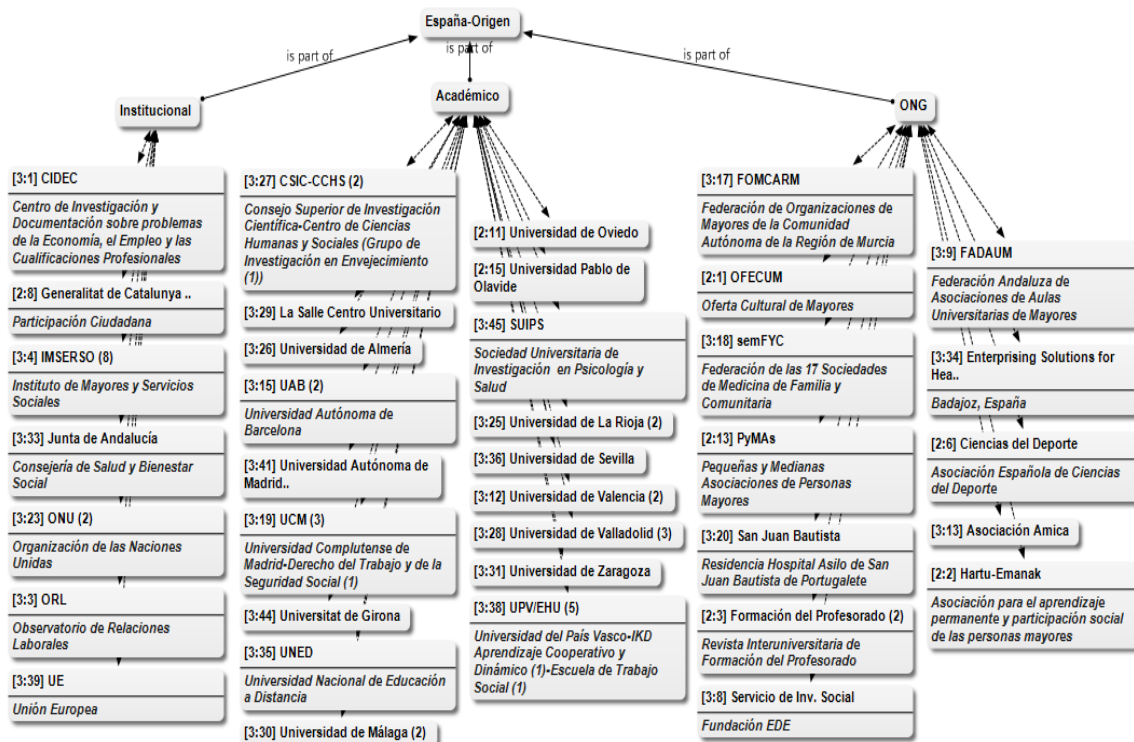 España-Origen
is part of
is part of
is part of
Institucional
Académico
ONG
[3:1] CIDEC
Centro de Investigación y
Documentación sobre problemas
de la Economía, el Empleo y las
Cualificaciones Profesionales
[2:8] Generalitat de Catalunya ..
Participación Ciudadana
[3:4] IMSERSO (8)
Instituto de Mayores y Servicios
Sociales
[3:33] Junta de Andalucía
Consejería de Salud y Bienestar
Social
[3:23] ONU (2)
Organización de las Naciones
Unidas
[3:3] ORL
Observatorio de Relaciones
Laborales
[3:39] UE
Unión Europea
[3:27] CSIC-CCHS (2)
Consejo Superior de Investigación
Científica-Centro de Ciencias
Humanas y Sociales (Grupo de
Investigación en Envejecimiento
(1))
[3:29] La Salle Centro Universitario
[3:26] Universidad de Almería
[3:15] UAB (2)
Universidad Autónoma de
Barcelona
[3:41] Universidad Autónoma de
Madrid..
[3:19] UCM (3)
Universidad Complutense de
Madrid-Derecho del Trabajo y de la
Seguridad Social (1)
[3:44] Universitat de Girona
[3:35] UNED
Universidad Nacional de Educación
a Distancia
[3:30] Universidad de Málaga (2)
[2:11] Universidad de Oviedo
[2:15] Universidad Pablo de
Olavide
[3:45] SUIPS
Sociedad Universitaria de
Investigación en Psicología y
Salud
[3:25] Universidad de La Rioja (2)
[3:36] Universidad de Sevilla
[3:12] Universidad de Valencia (2)
[3:28] Universidad de Valladolid (3)
[3:31] Universidad de Zaragoza
[3:38] UPV/EHU (5)
Universidad del País Vasco-IKD
Aprendizaje Cooperativo y
Dinámico (1)-Escuela de Trabajo
Social (1)
[3:17] FOMCARM
Federación de Organizaciones de
Mayores de la Comunidad
Autónoma de la Región de Murcia
[2:1] OFECUM
Oferta Cultural de Mayores
[3:18] semFYC
Federación de las 17 Sociedades
de Medicina de Familia y
Comunitaria
[2:13] PyMAs
Pequeñas y Medianas
Asociaciones de Personas
Mayores
[3:20] San Juan Bautista
Residencia Hospital Asilo de San
Juan Bautista de Portugalete
[2:3] Formación del Profesorado (2)
Revista Interuniversitaria de
Formación del Profesorado
[3:8] Servicio de Inv. Social
Fundación EDE
[3:9] FADAUM
Federación Andaluza de
Asociaciones de Aulas
Universitarias de Mayores
[3:34] Enterprising Solutions for
Hea..
Badajoz, España
[2:6] Ciencias del Deporte
Asociación Española de Ciencias
del Deporte
[3:13] Asociación Amica
[2:2] Hartu-Emanak
Asociación para el aprendizaje
permanente y participación social
de las personas mayores